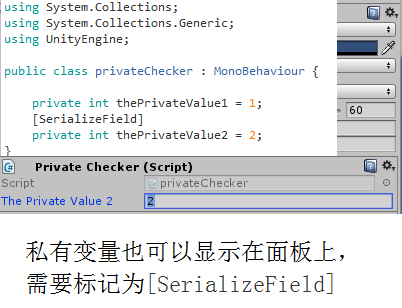 using System.Collections;
using System.Collections.Generic;
using UnityEngine;
public class privateChecker : MonoBehaviour {
private int thePrivateValue1 = 1;
[SerializeField]
private thePrivateValue2 = 2;
}
60
Private Checker (Script)
Script privateChecker
The Private Value 2 2
私有变量也可以显示在面板上，
需要标记为[SerializeField]